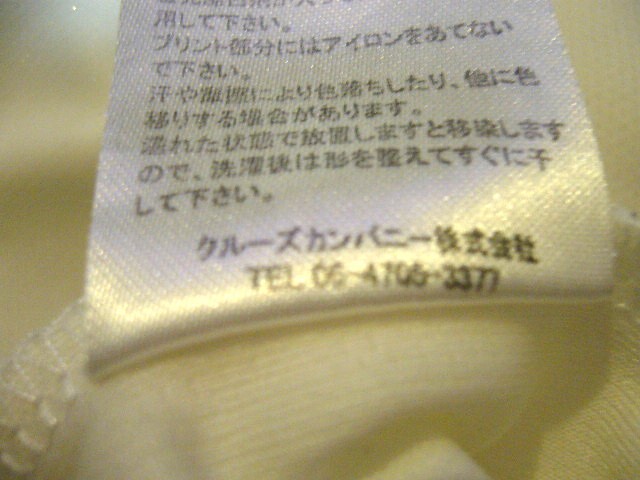 用して下さい。
プリント部分にはアイロンをあてない
で下さい。
汗や摩擦により色落ちしたり、他に色
移りする場合があります。
濡れた状態で放置しますと移染します
ので、洗濯後は形を整えてすぐに干
して下さい。
クルーズカンパニー株式会社
TEL 06-4706-3377